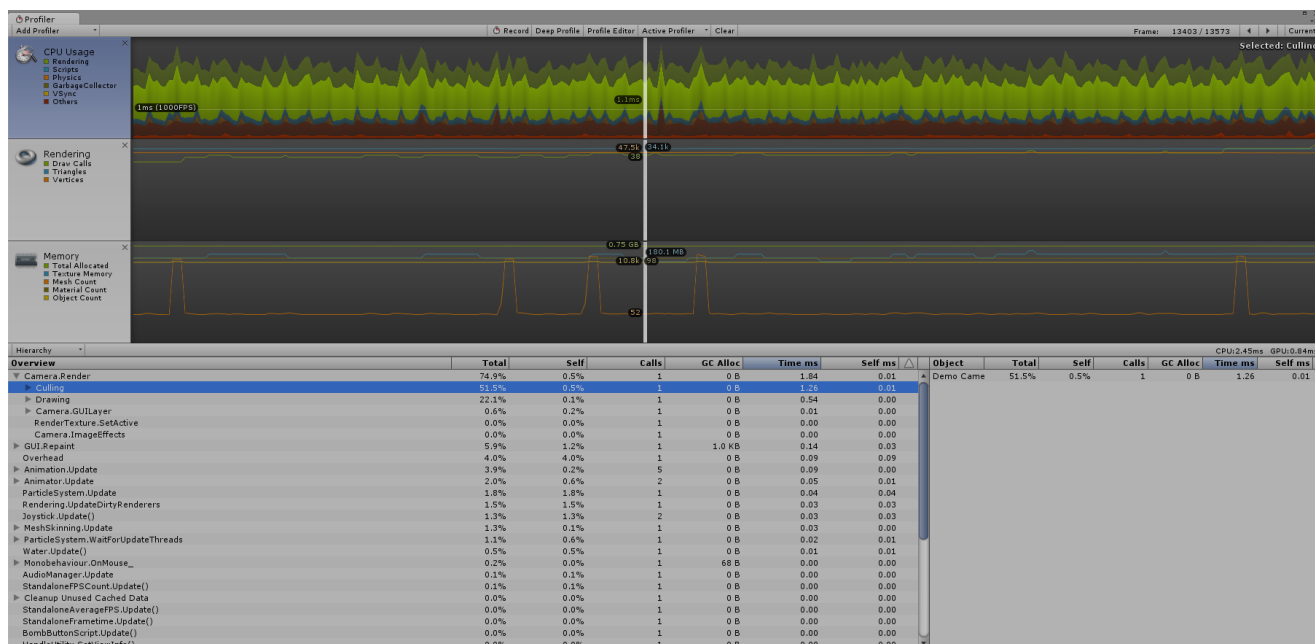 Profiler
Add Profiler Record Deep Profile Profile Editor Active Profiler Clear Frame: 13403 / 13573 Current
Selected: Culling
CPU Usage
Rendering
Scripts
Physics
GarbageCollector
VSync
Others
1ms (1000FPS)
1.1ms
Rendering
Draw Calls
Triangles
Vertices
47.5k 34.1k
38
Memory
Total Allocated
Texture Memory
Mesh Count
Material Count
Object Count
0.75 GB
180.1 MB
10.8k 98
52
Hierarchy CPU:2.45ms GPU:0.84ms
Overview Total Self Calls GC Alloc Time ms Self ms Object Total Self Calls GC Alloc Time ms Self ms
Camera.Render 74.9% 0.5% 1 0 B 1.84 0.01 Demo Came 51.5% 0.5% 1 0 B 1.26 0.01
Culling 51.5% 0.5% 1 0 B 1.26 0.01
Drawing 22.1% 0.1% 1 0 B 0.54 0.00
Camera.GUILayer 0.6% 0.2% 1 0 B 0.01 0.00
RenderTexture.SetActive 0.0% 0.0% 1 0 B 0.00 0.00
Camera.ImageEffects 0.0% 0.0% 1 0 B 0.00 0.00
GUI.Repaint 5.9% 1.2% 1 1.0 KB 0.14 0.03
Overhead 4.0% 4.0% 1 0 B 0.09 0.09
Animation.Update 3.9% 0.2% 5 0 B 0.09 0.00
Animator.Update 2.0% 0.6% 2 0 B 0.05 0.01
ParticleSystem.Update 1.8% 1.8% 1 0 B 0.04 0.04
Rendering.UpdateDirtyRenderers 1.5% 1.5% 1 0 B 0.03 0.03
Joystick.Update() 1.3% 1.3% 2 0 B 0.03 0.03
MeshSkinning.Update 1.3% 0.1% 1 0 B 0.03 0.00
ParticleSystem.WaitForUpdateThreads 1.1% 0.6% 1 0 B 0.02 0.01
Water.Update() 0.5% 0.5% 1 0 B 0.01 0.01
Monobehaviour.OnMouse_ 0.2% 0.0% 1 68 B 0.00 0.00
AudioManager.Update 0.1% 0.1% 1 0 B 0.00 0.00
StandaloneFPSCount.Update() 0.1% 0.1% 1 0 B 0.00 0.00
Cleanup Unused Cached Data 0.0% 0.0% 1 0 B 0.00 0.00
StandaloneAverageFPS.Update() 0.0% 0.0% 1 0 B 0.00 0.00
StandaloneFrametime.Update() 0.0% 0.0% 1 0 B 0.00 0.00
BombButtonScript.Update() 0.0% 0.0% 1 0 B 0.00 0.00